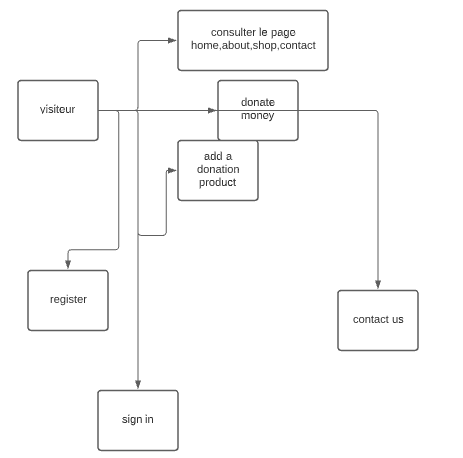 consulter le page
home,about,shop,contact
visiteur
donate
money
add a
donation
product
register
contact us
sign in